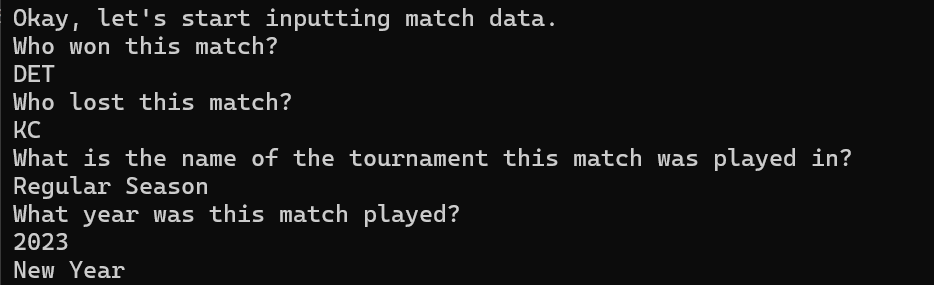 Okay, let's start inputting match data.
Who won this match?
DET
Who lost this match?
KC
What is the name of the tournament this match was played in?
Regular Season
What year was this match played?
2023
New Year